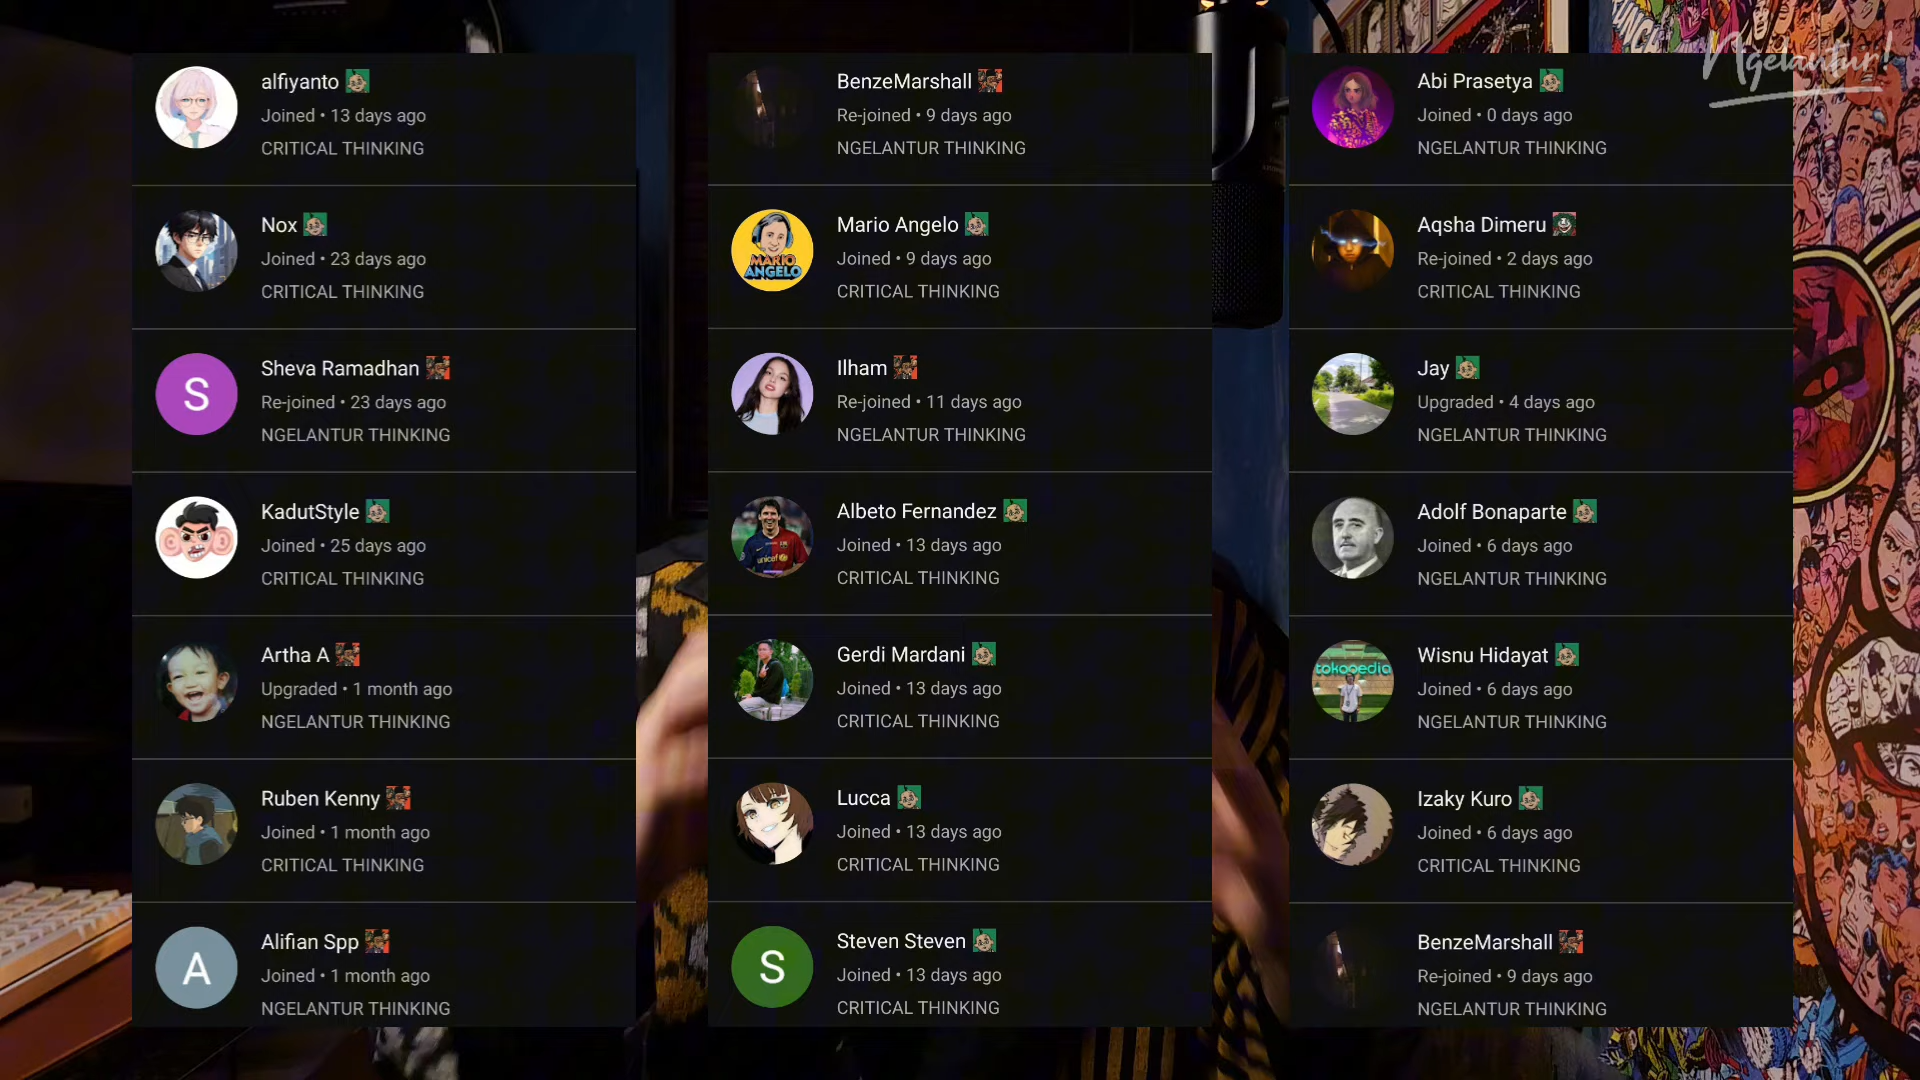 Ngelantur!
alfiyanto
Joined • 13 days ago
CRITICAL THINKING
Nox
Joined • 23 days ago
CRITICAL THINKING
S
Sheva Ramadhan
Re-joined • 23 days ago
NGELANTUR THINKING
KadutStyle
Joined • 25 days ago
CRITICAL THINKING
Artha A
Upgraded • 1 month ago
NGELANTUR THINKING
Ruben Kenny
Joined • 1 month ago
CRITICAL THINKING
A
Alifian Spp
Joined • 1 month ago
NGELANTUR THINKING
BenzeMarshall
Re-joined • 9 days ago
NGELANTUR THINKING
MARIO
ANGELO
Mario Angelo
Joined • 9 days ago
CRITICAL THINKING
Ilham
Re-joined • 11 days ago
NGELANTUR THINKING
unicef
Albeto Fernandez
Joined • 13 days ago
CRITICAL THINKING
Gerdi Mardani
Joined • 13 days ago
CRITICAL THINKING
Lucca
Joined • 13 days ago
CRITICAL THINKING
S
Steven Steven
Joined • 13 days ago
CRITICAL THINKING
Abi Prasetya
Joined • 0 days ago
NGELANTUR THINKING
Aqsha Dimeru
Re-joined • 2 days ago
CRITICAL THINKING
Jay
Upgraded • 4 days ago
NGELANTUR THINKING
Adolf Bonaparte
Joined • 6 days ago
NGELANTUR THINKING
tokopedia
Wisnu Hidayat
Joined • 6 days ago
NGELANTUR THINKING
Izaky Kuro
Joined • 6 days ago
CRITICAL THINKING
BenzeMarshall
Re-joined • 9 days ago
NGELANTUR THINKING